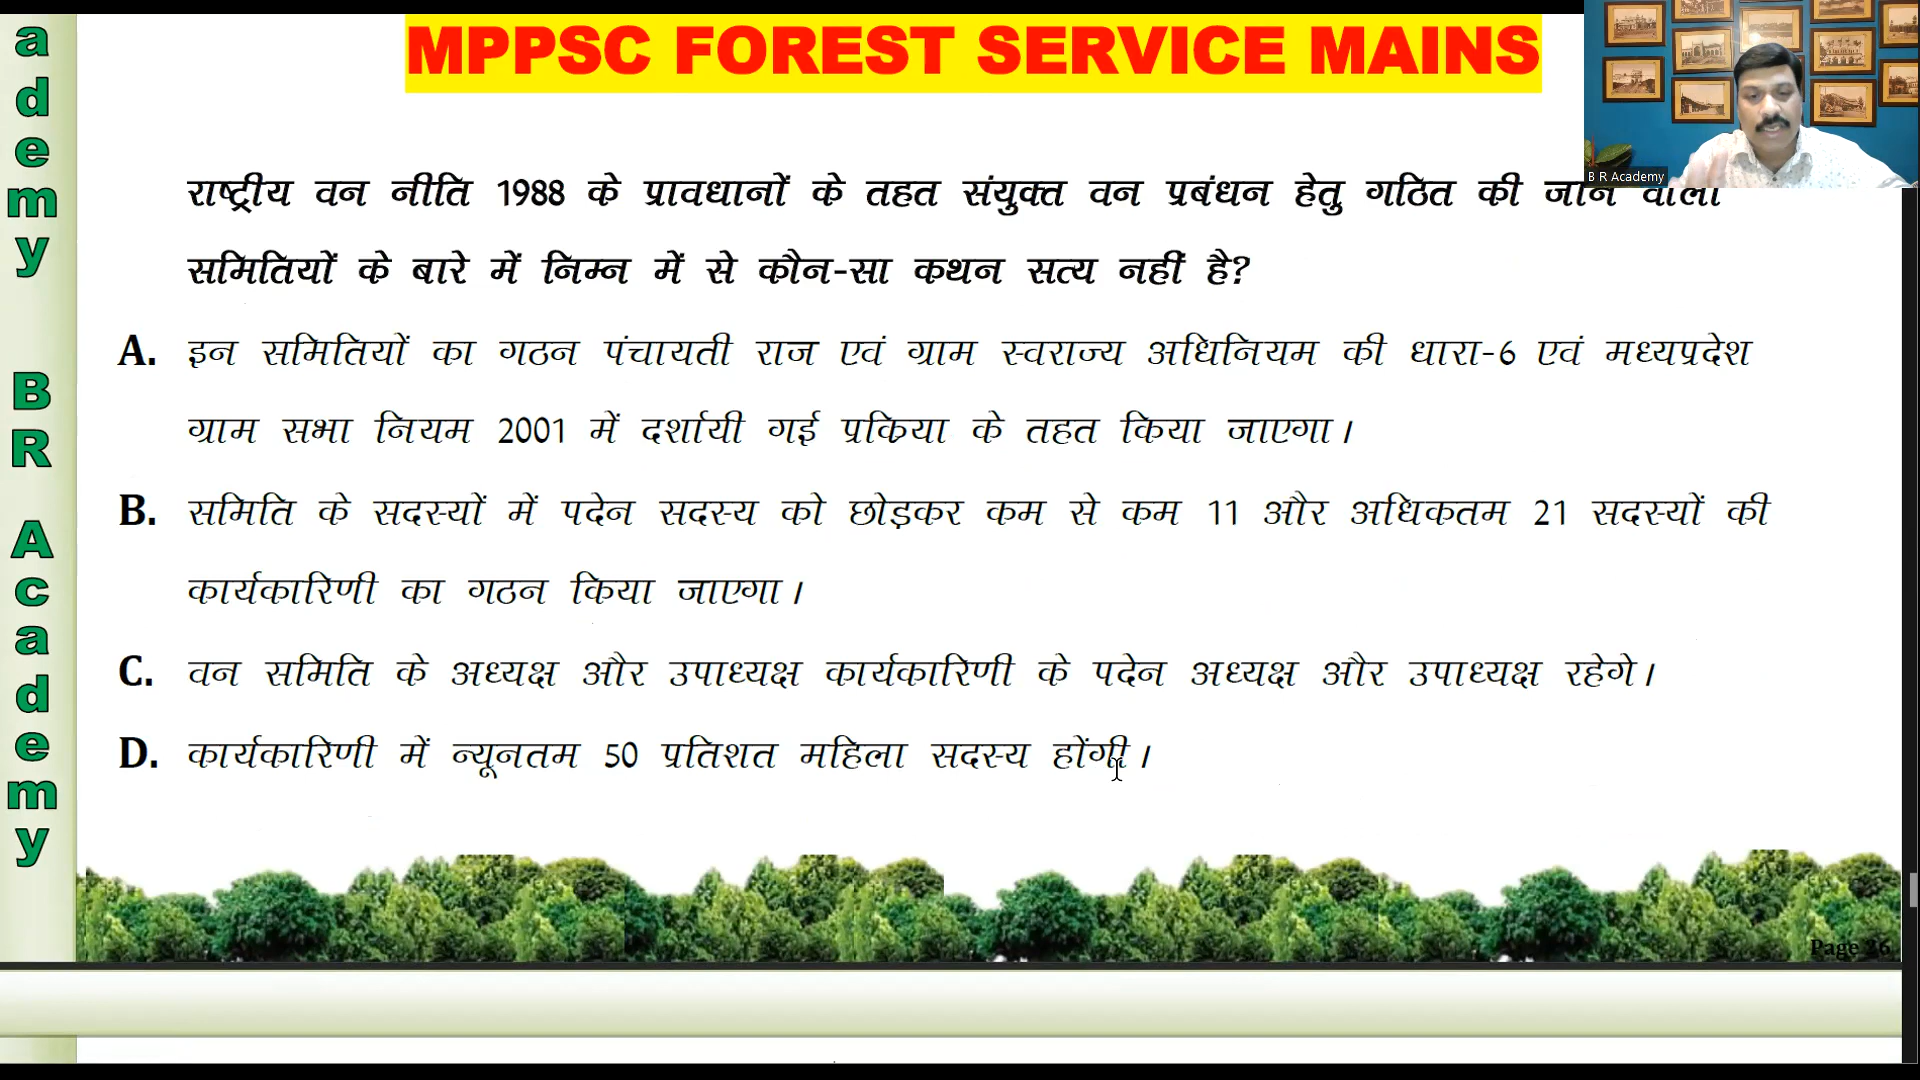 MPPSC FOREST SERVICE MAINS
B R Academy
राष्ट्रीय वन नीति 1988 के प्रावधानों के तहत संयुक्त वन प्रबंधन हेतु गठित की जाने वाली
समितियों के बारे में निम्न में से कौन-सा कथन सत्य नहीं है?
A. इन समितियों का गठन पंचायती राज एवं ग्राम स्वराज्य अधिनियम की धारा-6 एवं मध्यप्रदेश
ग्राम सभा नियम 2001 में दर्शायी गई प्रकिया के तहत किया जाएगा।
B. समिति के सदस्यों में पदेन सदस्य को छोड़कर कम से कम 11 और अधिकतम 21 सदस्यों की
कार्यकारिणी का गठन किया जाएगा।
C. वन समिति के अध्यक्ष और उपाध्यक्ष कार्यकारिणी के पदेन अध्यक्ष और उपाध्यक्ष रहेगे।
D. कार्यकारिणी में न्यूनतम 50 प्रतिशत महिला सदस्य होंगी।
Page 26
ademy
BR Academy